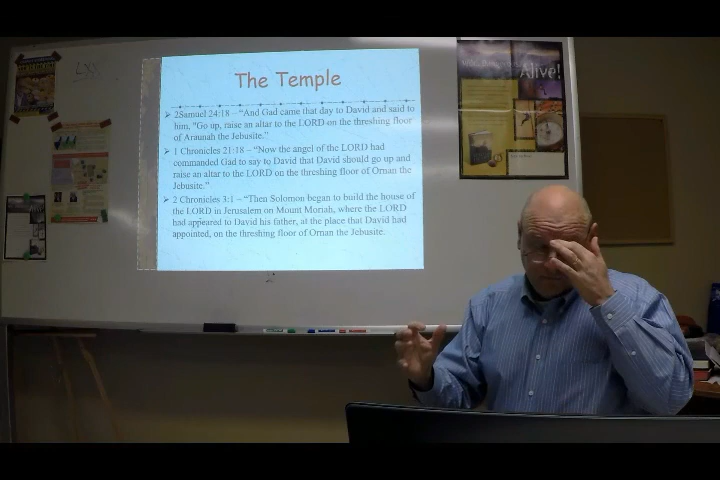 LXX
Alive!
The Temple
➢ 2Samuel 24:18 – "And Gad came that day to David and said to
him, "Go up, raise an altar to the LORD on the threshing floor
of Araunah the Jebusite."
➢ 1 Chronicles 21:18 – "Now the angel of the LORD had
commanded Gad to say to David that David should go up and
raise an altar to the LORD on the threshing floor of Ornan the
Jebusite."
➢ 2 Chronicles 3:1 – "Then Solomon began to build the house of
the LORD in Jerusalem on Mount Moriah, where the LORD
had appeared to David his father, at the place that David had
appointed, on the threshing floor of Ornan the Jebusite.